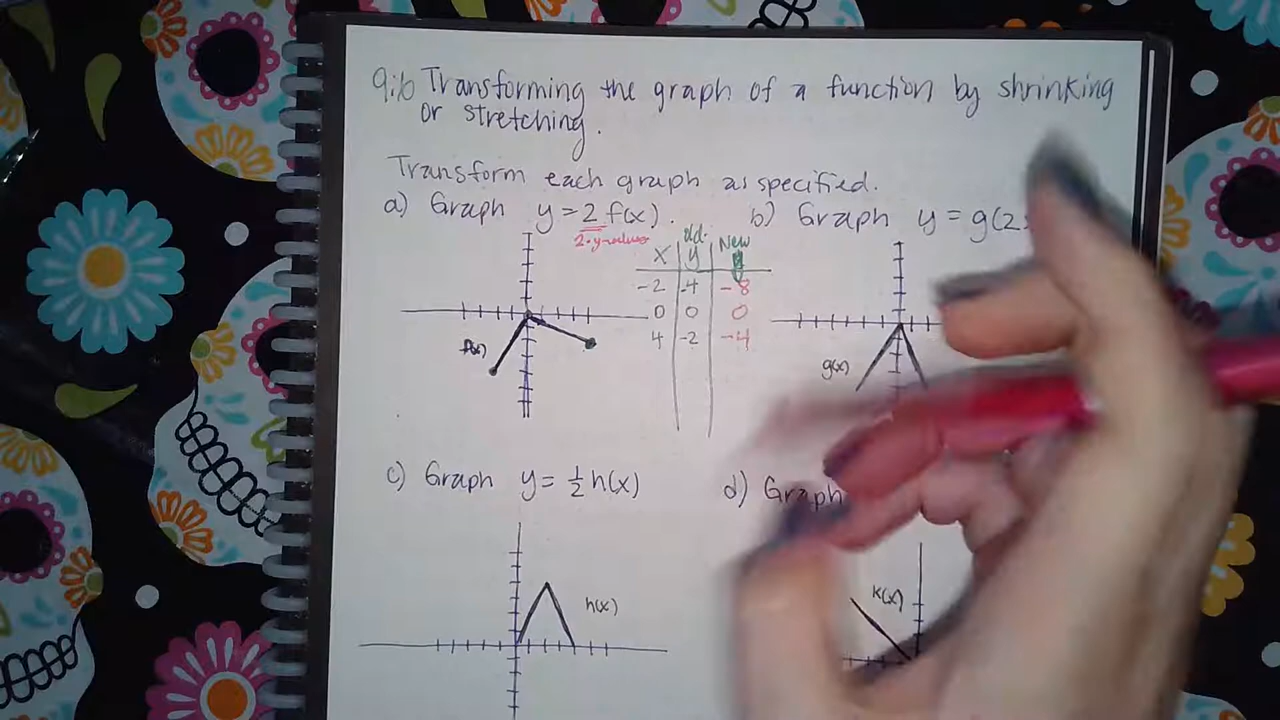 9.6 Transforming the graph of a function by shrinking
or stretching.
Transform each graph as specified.
a) Graph y = 2 f(x).
2·y-values
x old y New y
-2 -4 -8
0 0 0
4 -2 -4
f(x)
b) Graph y = g(2
g(x)
c) Graph y = ½ h(x)
h(x)
d) Graph
k(x)